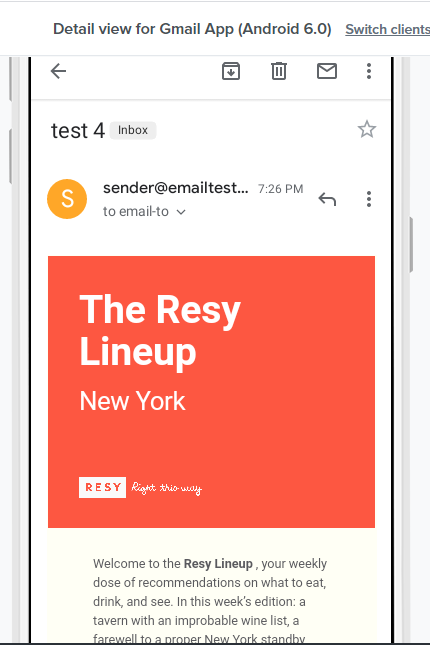 Detail view for Gmail App (Android 6.0) Switch clients
test 4 Inbox
S
sender@emailtest... 7:26 PM
to email-to
The Resy
Lineup
New York
RESY Right this way
Welcome to the Resy Lineup , your weekly
dose of recommendations on what to eat,
drink, and see. In this week's edition: a
tavern with an improbable wine list, a
farewell to a proper New York standby